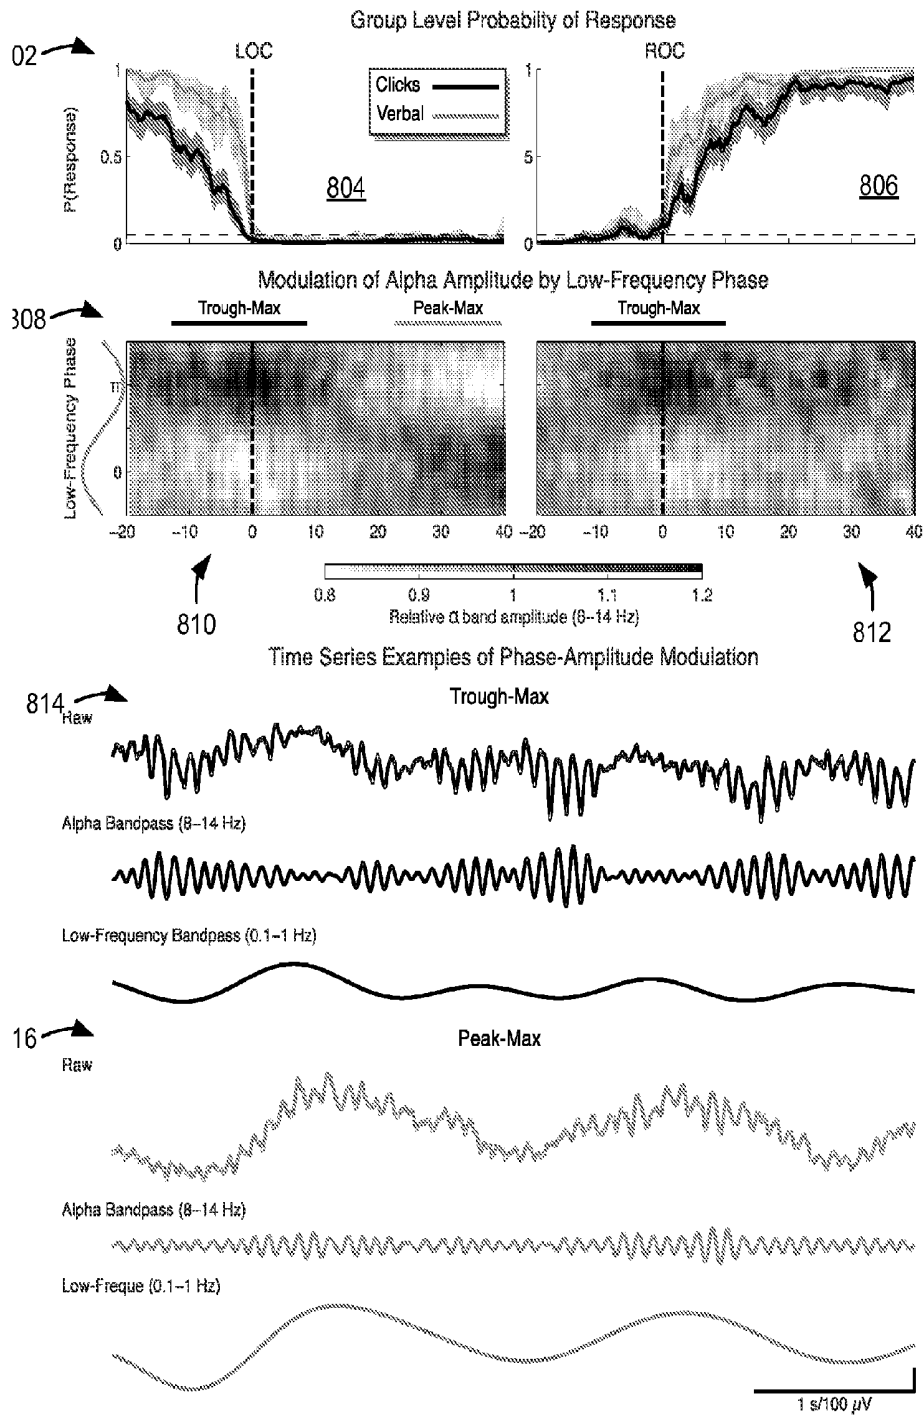 Group Level Probabilty of Response
02
LOC
ROC
1
Clicks
Verbal
0.5
P(Response)
804
806
0
1
0.5
0
Modulation of Alpha Amplitude by Low-Frequency Phase
308
Trough-Max
Peak-Max
Trough-Max
Low-Frequency Phase
π
0
-20 -10 0 10 20 30 40
-20 -10 0 10 20 30 40
0.8 0.9 1 1.1 1.2
Relative α band amplitude (8-14 Hz)
810
812
Time Series Examples of Phase-Amplitude Modulation
814
Trough-Max
Raw
Alpha Bandpass (8-14 Hz)
Low-Frequency Bandpass (0.1-1 Hz)
16
Peak-Max
Raw
Alpha Bandpass (8-14 Hz)
Low-Freque (0.1-1 Hz)
1 s/100 μV